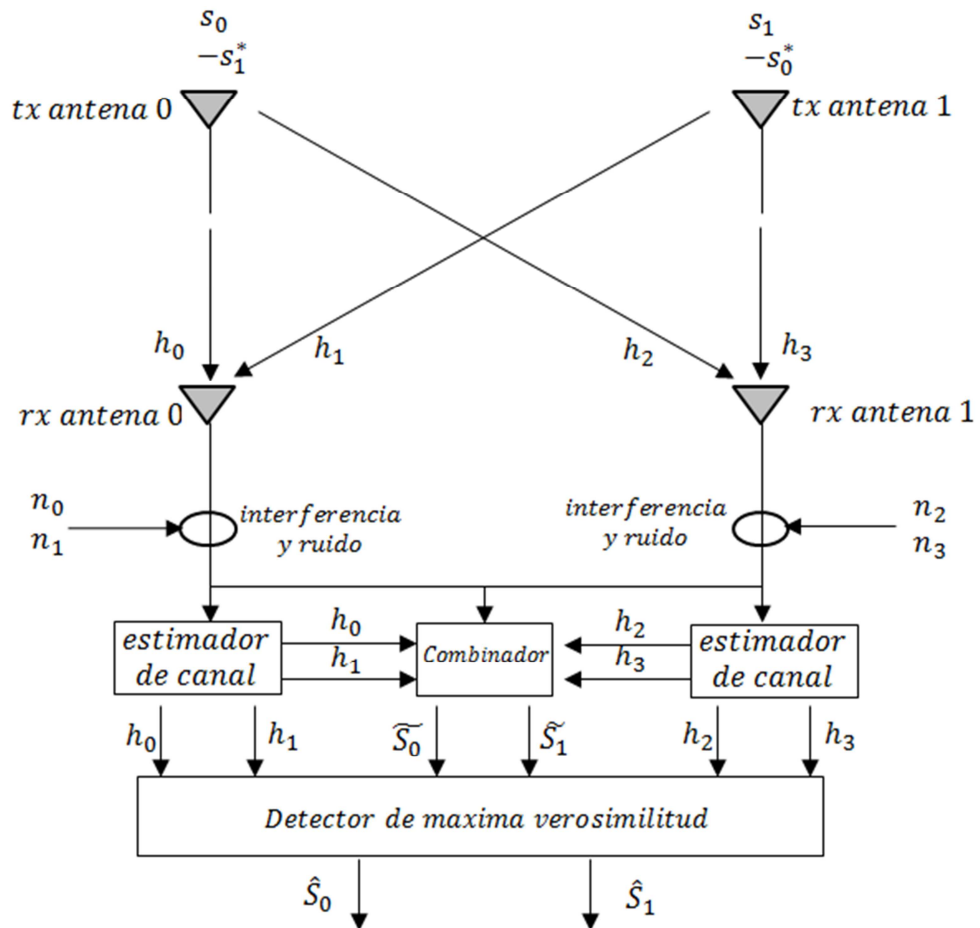 s₀ s₁
−s₁* −s₀*
tx antena 0 tx antena 1
h₀ h₁ h₂ h₃
rx antena 0 rx antena 1
n₀ interferencia interferencia n₂
n₁ y ruido y ruido n₃
estimador h₀ Combinador h₂ estimador
de canal h₁ h₃ de canal
h₀ h₁ S̃₀ S̃₁ h₂ h₃
Detector de maxima verosimilitud
Ŝ₀ Ŝ₁